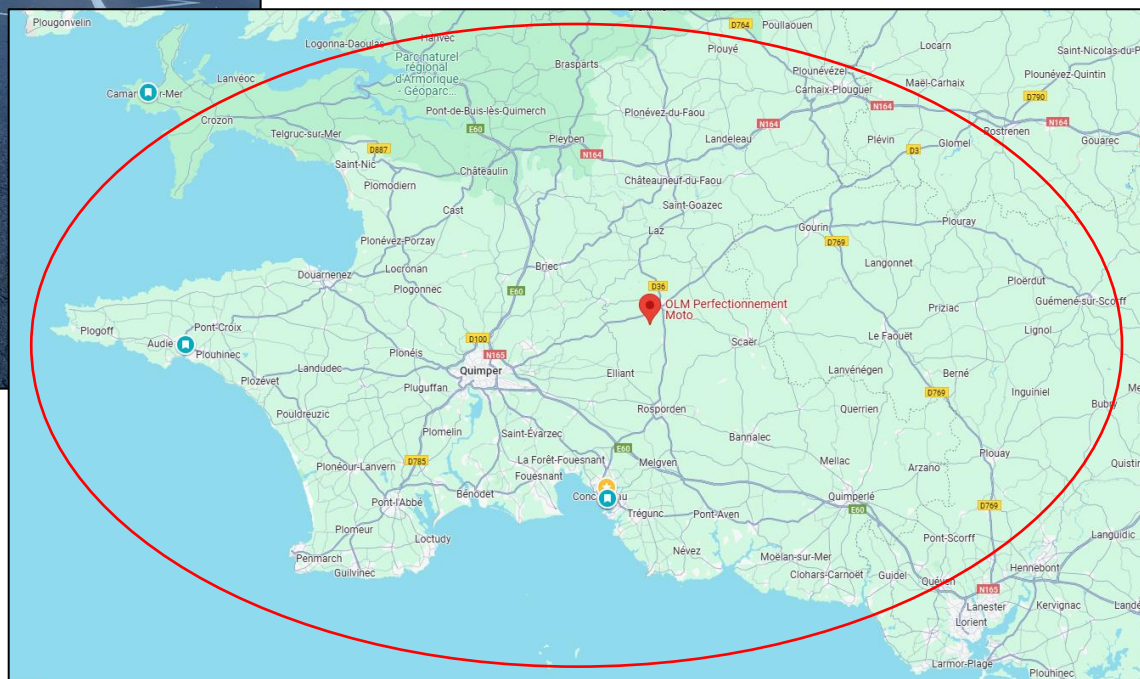 Plougonvelin
Hanvec
D764
Poullaouen
Logonna-Daoulas
Plouyé
Locarn
Saint-Nicolas-du-P
Parc naturel
régional
d'Armorique
- Géoparc...
Brasparts
Plounévézel
Maël-Carhaix
Plounévez-Quintin
Lanvéoc
Carhaix-Plouguer
D790
Camar
r-Mer
Pont-de-Buis-lès-Quimerch
Plonévez-du-Faou
N164
Crozon
E60
N164
Rostrenen
N164
Telgruc-sur-Mer
Pleyben
Landeleau
Plévin
Glomel
Gouarec
D887
N164
D3
Saint-Nic
Châteaulin
Châteauneuf-du-Faou
Plomodiern
Saint-Goazec
Cast
Plouray
Laz
Gourin
Plonévez-Porzay
D769
Locronan
Briec
Langonnet
Douarnenez
Ploërdut
Plogonnec
E60
D36
Guémené-sur-Scorff
OLM Perfectionnement
Moto
Priziac
Plogoff
Pont-Croix
Lignol
Audie
D100
Scaër
Le Faouët
Plouhinec
Plonéis
N165
Quimper
Landudec
Elliant
Lanvénégen
Berné
Plozévet
Pluguffan
D769
Inguiniel
Pouldreuzic
Rosporden
Querrien
Bubry
Me
Plomelin
Saint-Évarzec
Bannalec
E60
Plouay
Plonéour-Lanvern
D785
La Forêt-Fouesnant
Melgven
Mellac
Arzano
Quistin
Fouesnant
Pont-l'Abbé
Bénodet
Conc
au
Quimperlé
D769
Trégunc
Pont-Aven
E60
Plomeur
Loctudy
Pont-Scorff
Languidic
Penmarch
Névez
Moëlan-sur-Mer
Guilvinec
Clohars-Carnoët
Guidel
Quéven
Hennebont
N165
Lanester
Kervignac
Landé
Lorient
Larmor-Plage
Plouhinec